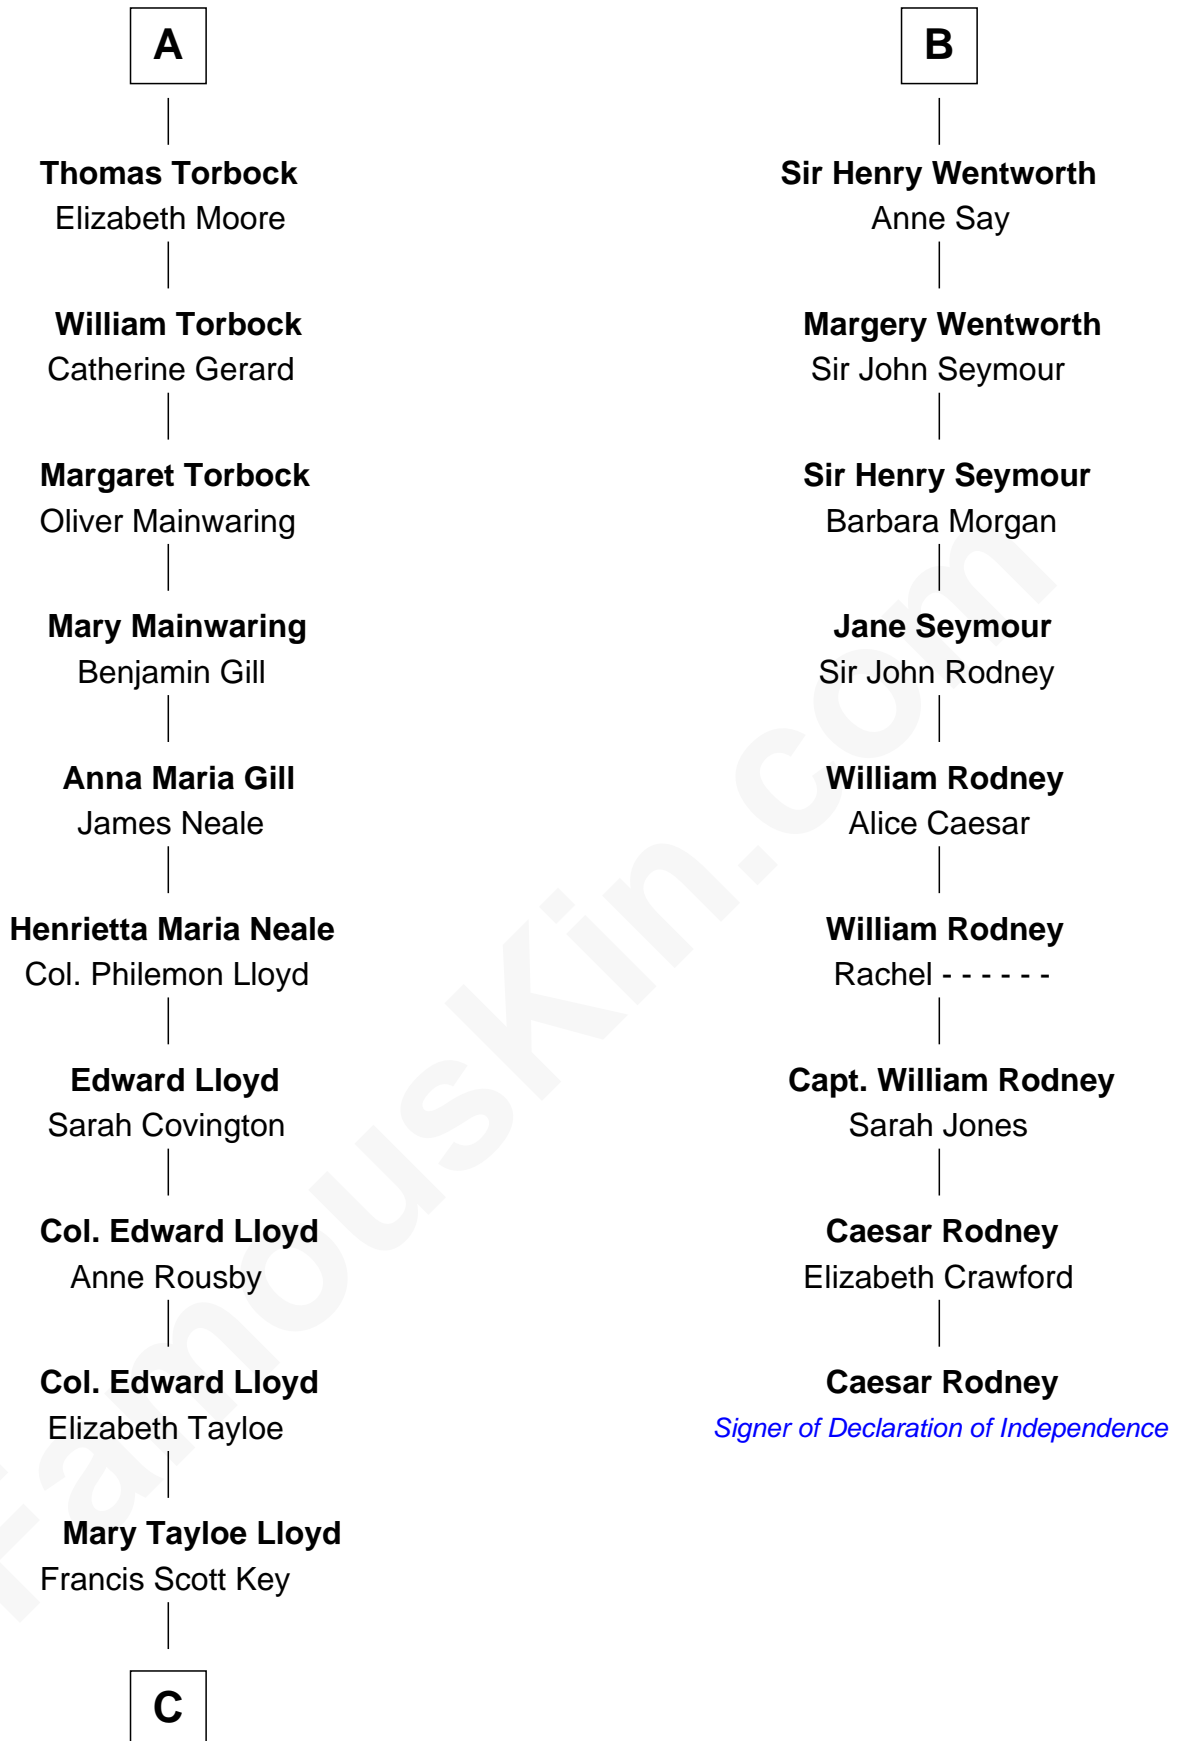 A
Thomas Torbock
Elizabeth Moore
William Torbock
Catherine Gerard
Margaret Torbock
Oliver Mainwaring
Mary Mainwaring
Benjamin Gill
Anna Maria Gill
James Neale
Henrietta Maria Neale
Col. Philemon Lloyd
Edward Lloyd
Sarah Covington
Col. Edward Lloyd
Anne Rousby
Col. Edward Lloyd
Elizabeth Tayloe
Mary Tayloe Lloyd
Francis Scott Key
C
B
Sir Henry Wentworth
Anne Say
Margery Wentworth
Sir John Seymour
Sir Henry Seymour
Barbara Morgan
Jane Seymour
Sir John Rodney
William Rodney
Alice Caesar
William Rodney
Rachel - - - - - -
Capt. William Rodney
Sarah Jones
Caesar Rodney
Elizabeth Crawford
Caesar Rodney
Signer of Declaration of Independence
FamousKin.com